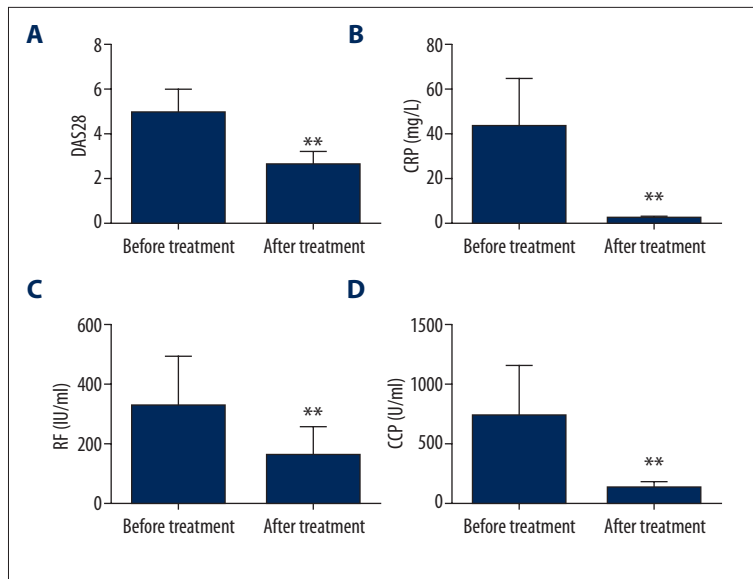 A
DAS28
8
6
4
2
0
**
Before treatment
After treatment
B
CRP (mg/L)
80
60
40
20
0
**
Before treatment
After treatment
C
RF (IU/ml)
600
400
200
0
**
Before treatment
After treatment
D
CCP (U/ml)
1500
1000
500
0
**
Before treatment
After treatment